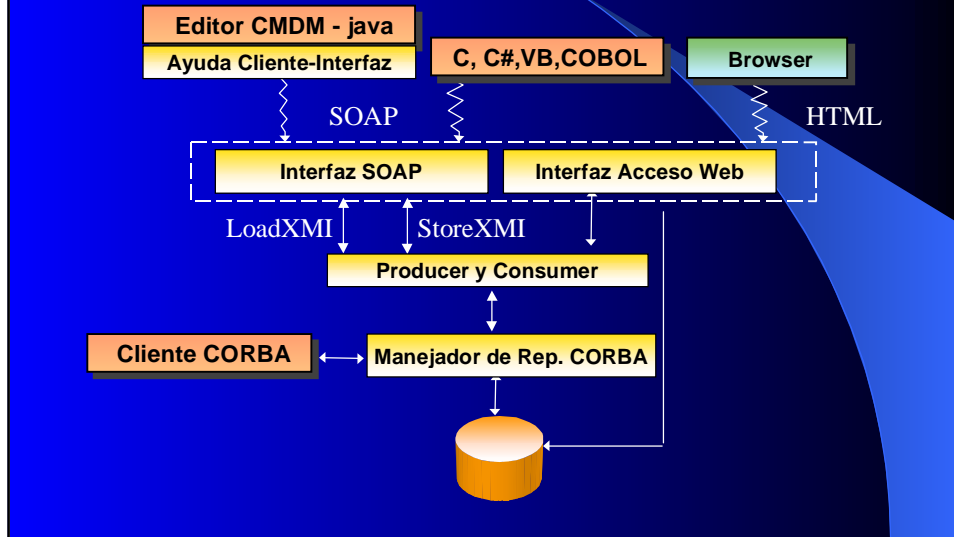 Editor CMDM - java
Ayuda Cliente-Interfaz
C, C#,VB,COBOL
Browser
SOAP
HTML
Interfaz SOAP
Interfaz Acceso Web
LoadXMI
StoreXMI
Producer y Consumer
Cliente CORBA
Manejador de Rep. CORBA